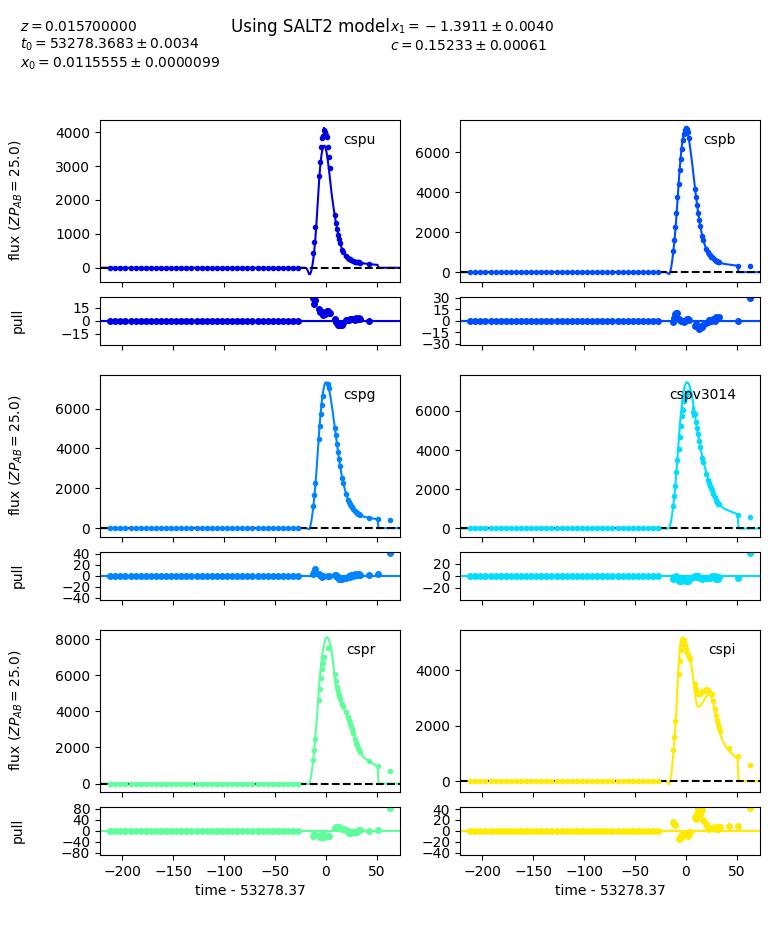 Using SALT2 model
z = 0.015700000
t₀ = 53278.3683 ± 0.0034
x₀ = 0.0115555 ± 0.0000099
x₁ = −1.3911 ± 0.0040
c = 0.15233 ± 0.00061
flux (ZP_AB = 25.0)
4000
3000
2000
1000
0
cspu
6000
4000
2000
0
cspb
pull
15
0
−15
30
15
0
−15
−30
flux (ZP_AB = 25.0)
6000
4000
2000
0
cspg
6000
4000
2000
0
cspv3014
pull
40
20
0
−20
−40
20
0
−20
flux (ZP_AB = 25.0)
8000
6000
4000
2000
0
cspr
4000
2000
0
cspi
pull
80
40
0
−40
−80
40
20
0
−20
−40
−200 −150 −100 −50 0 50
time - 53278.37
−200 −150 −100 −50 0 50
time - 53278.37